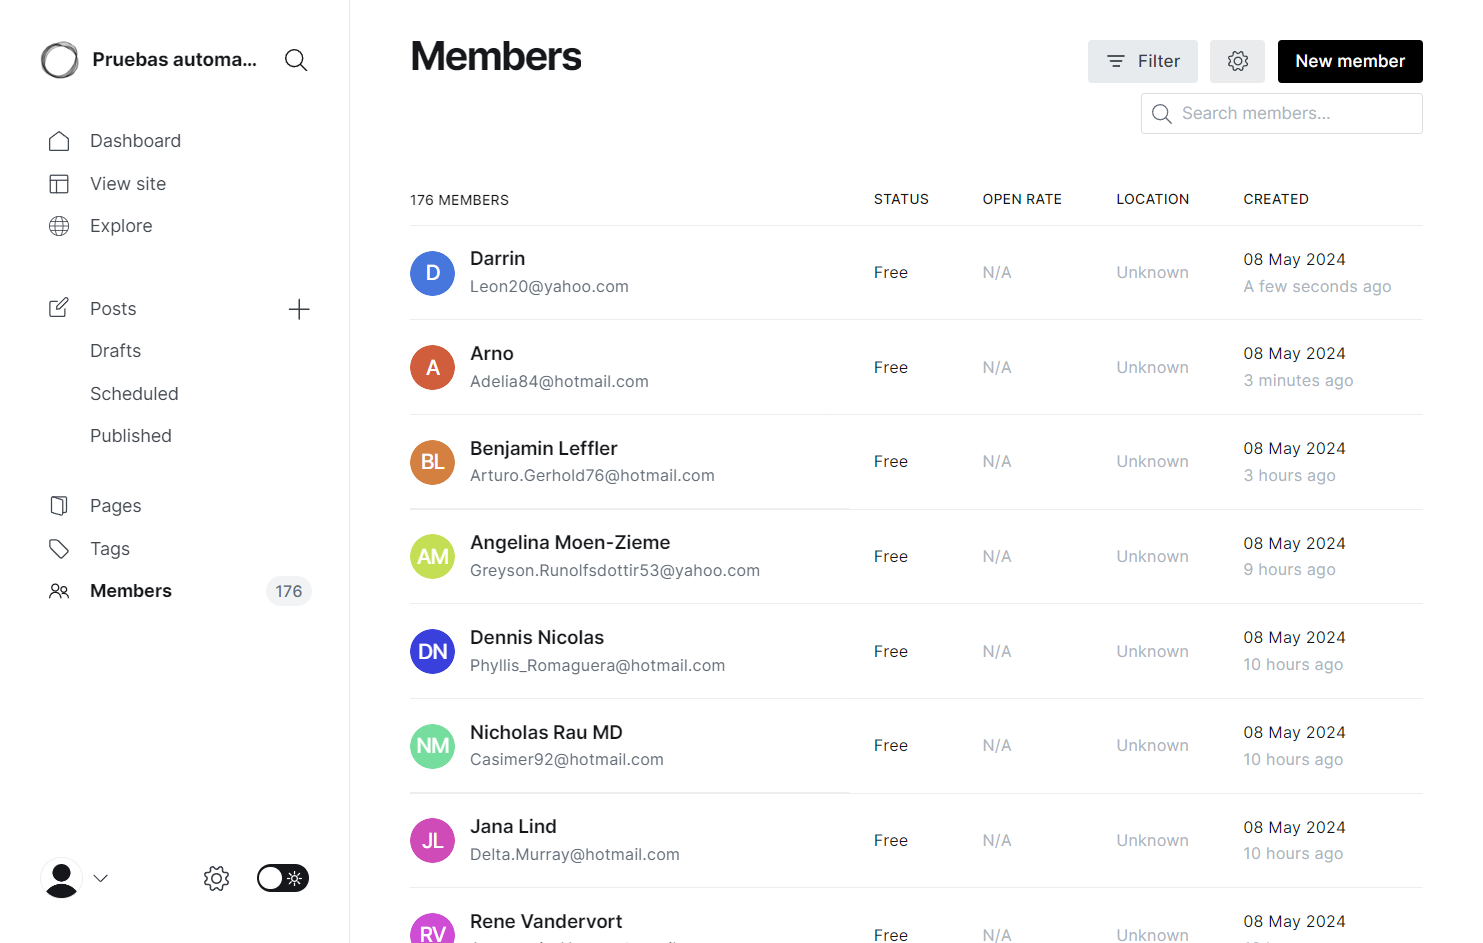 Pruebas automa...
Dashboard
View site
Explore
Posts
Drafts
Scheduled
Published
Pages
Tags
Members
176
Members
Filter
New member
Search members...
176 MEMBERS STATUS OPEN RATE LOCATION CREATED
D Darrin Leon20@yahoo.com Free N/A Unknown 08 May 2024 A few seconds ago
A Arno Adelia84@hotmail.com Free N/A Unknown 08 May 2024 3 minutes ago
BL Benjamin Leffler Arturo.Gerhold76@hotmail.com Free N/A Unknown 08 May 2024 3 hours ago
AM Angelina Moen-Zieme Greyson.Runolfsdottir53@yahoo.com Free N/A Unknown 08 May 2024 9 hours ago
DN Dennis Nicolas Phyllis_Romaguera@hotmail.com Free N/A Unknown 08 May 2024 10 hours ago
NM Nicholas Rau MD Casimer92@hotmail.com Free N/A Unknown 08 May 2024 10 hours ago
JL Jana Lind Delta.Murray@hotmail.com Free N/A Unknown 08 May 2024 10 hours ago
RV Rene Vandervort Free N/A Unknown 08 May 2024